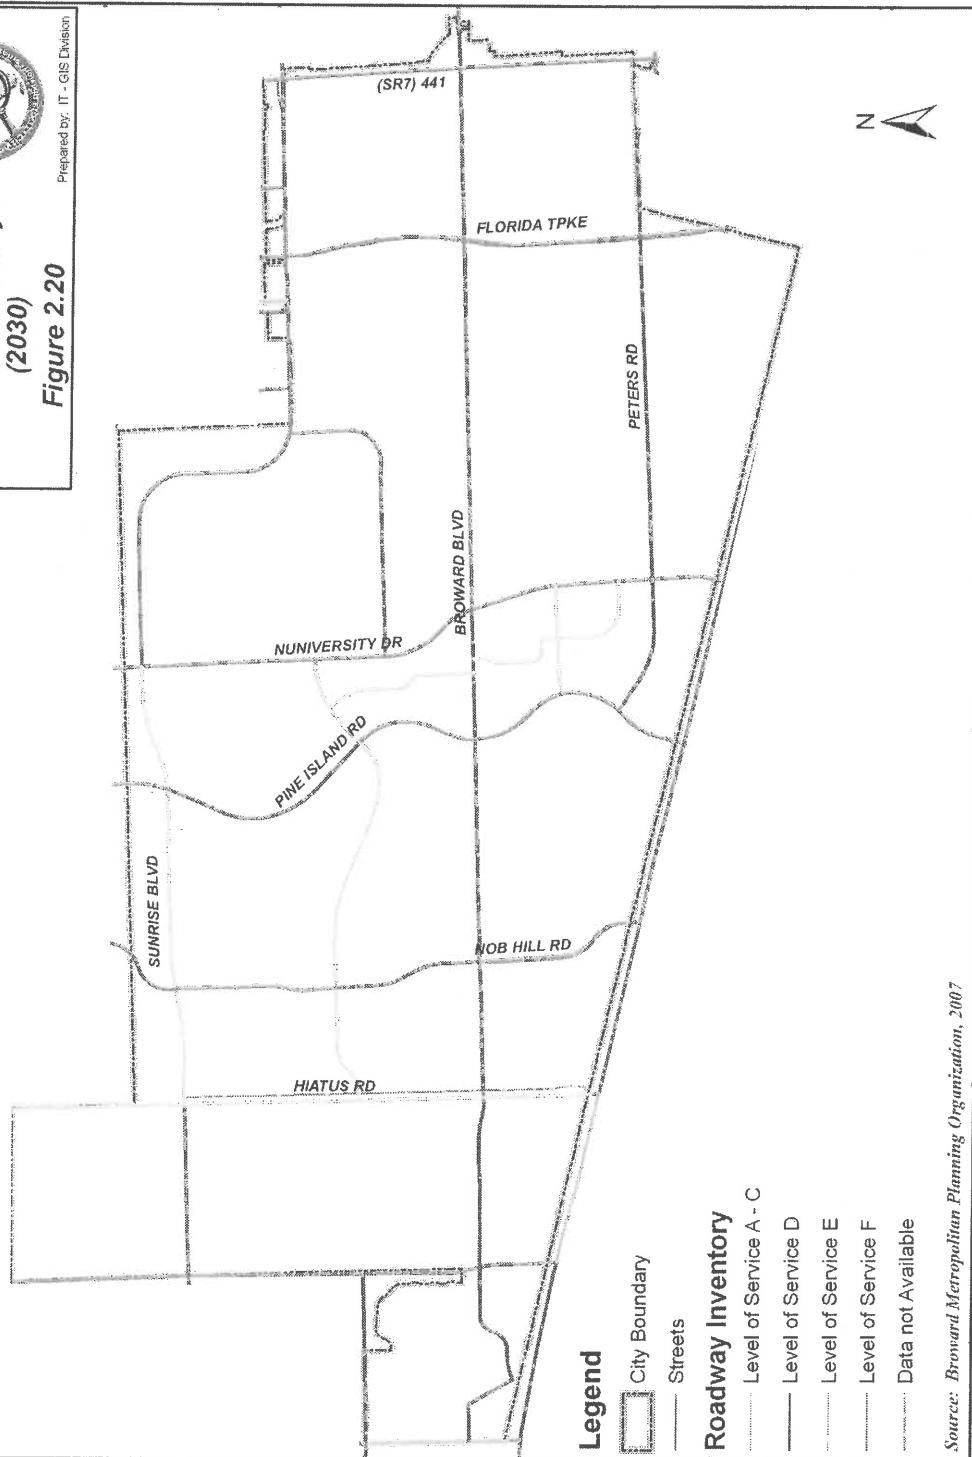 (2030)
Figure 2.20
Prepared by: IT - GIS Division
(SR7) 441
N
FLORIDA TPKE
PETERS RD
BROWARD BLVD
NUNIVERSITY DR
PINE ISLAND RD
SUNRISE BLVD
NOB HILL RD
HIATUS RD
Legend
City Boundary
Streets
Roadway Inventory
Level of Service A - C
Level of Service D
Level of Service E
Level of Service F
Data not Available
Source: Broward Metropolitan Planning Organization, 2007